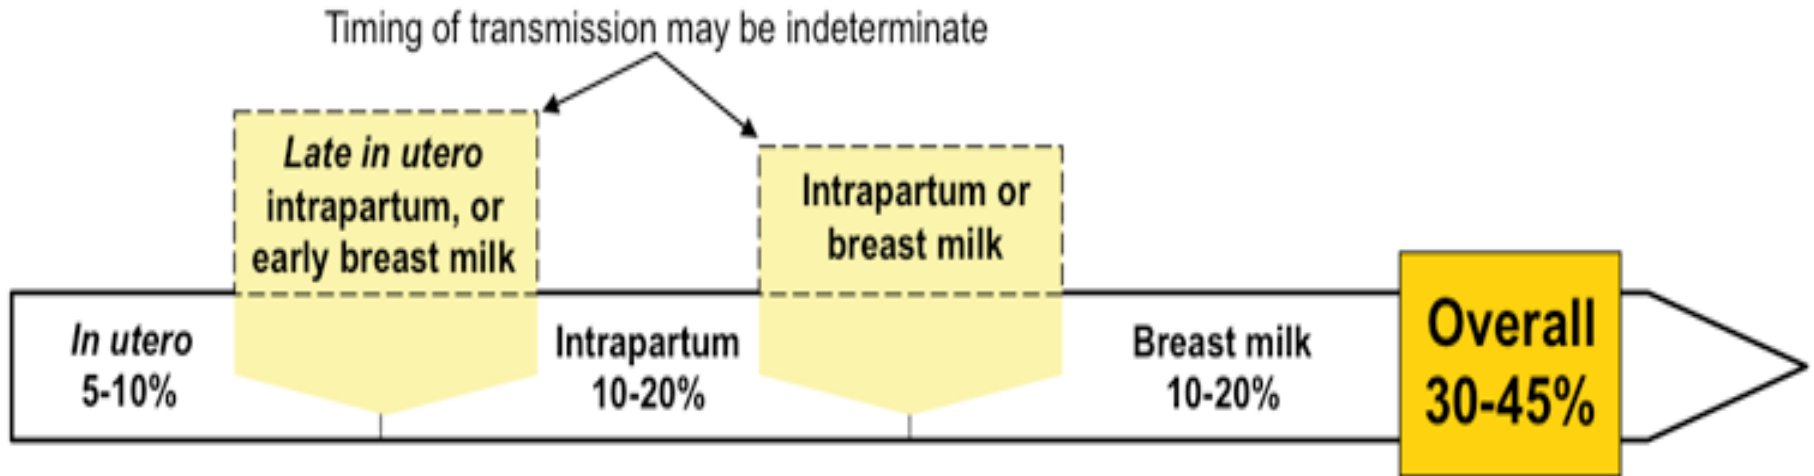 Timing of transmission may be indeterminate
Late in utero
intrapartum, or
early breast milk
Intrapartum or
breast milk
In utero
5-10%
Intrapartum
10-20%
Breast milk
10-20%
Overall
30-45%